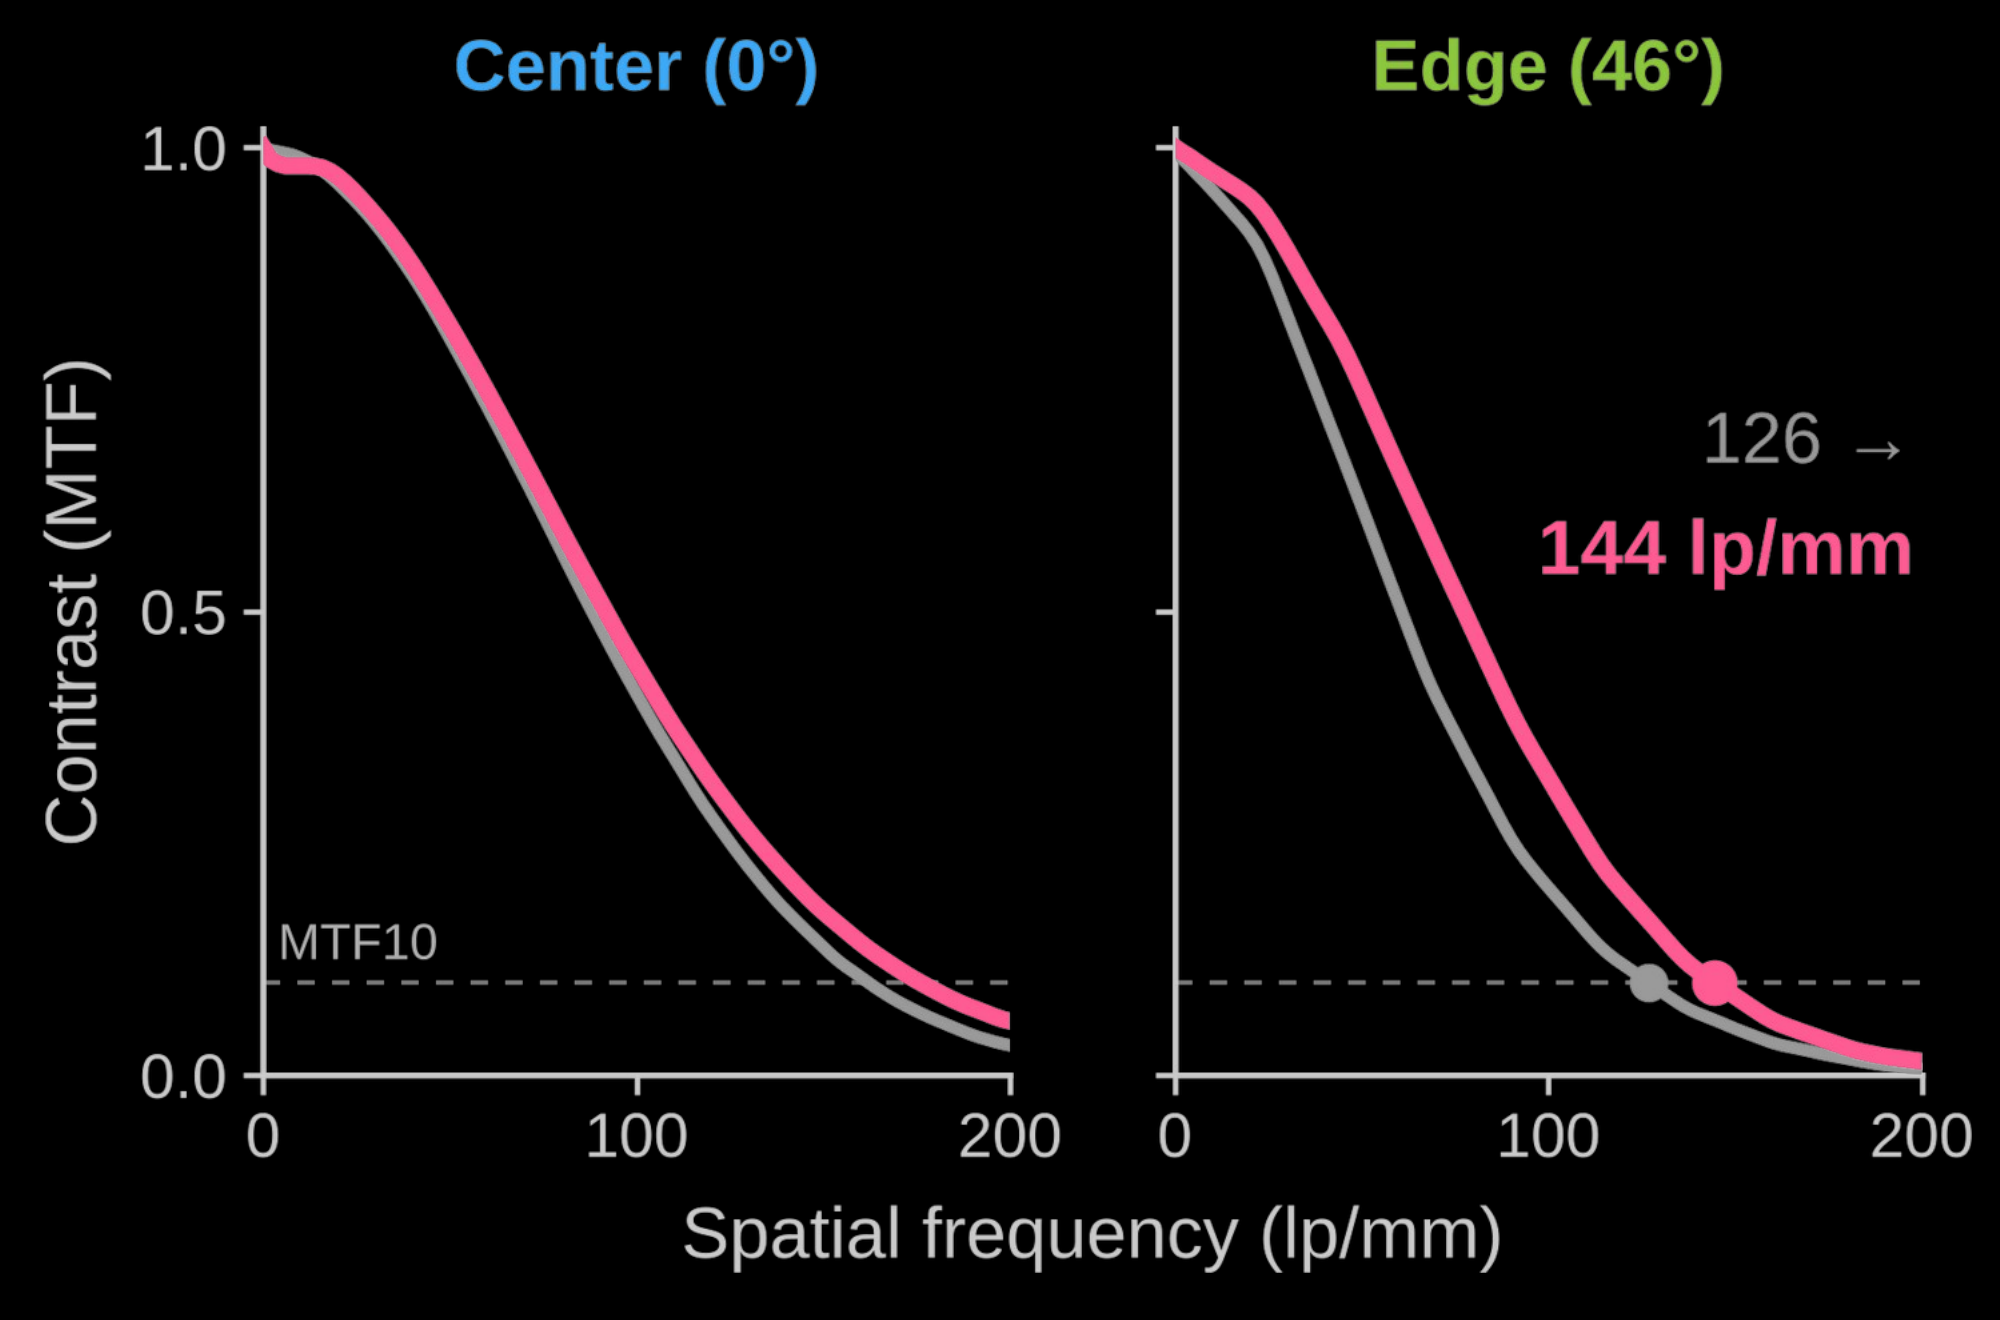 Center (0°)
Edge (46°)
Contrast (MTF)
1.0
0.5
0.0
MTF10
0
100
200
126 →
144 lp/mm
0
100
200
Spatial frequency (lp/mm)